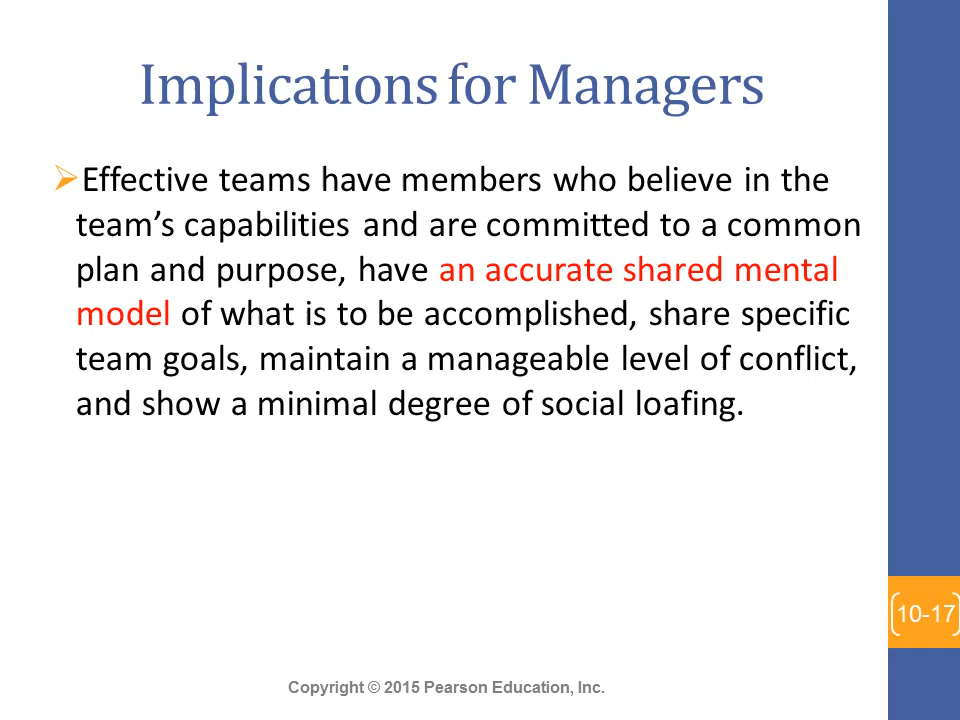 Implications for Managers
Effective teams have members who believe in the
team’s capabilities and are committed to a common
plan and purpose, have an accurate shared mental
model of what is to be accomplished, share specific
team goals, maintain a manageable level of conflict,
and show a minimal degree of social loafing.
10-17
Copyright © 2015 Pearson Education, Inc.